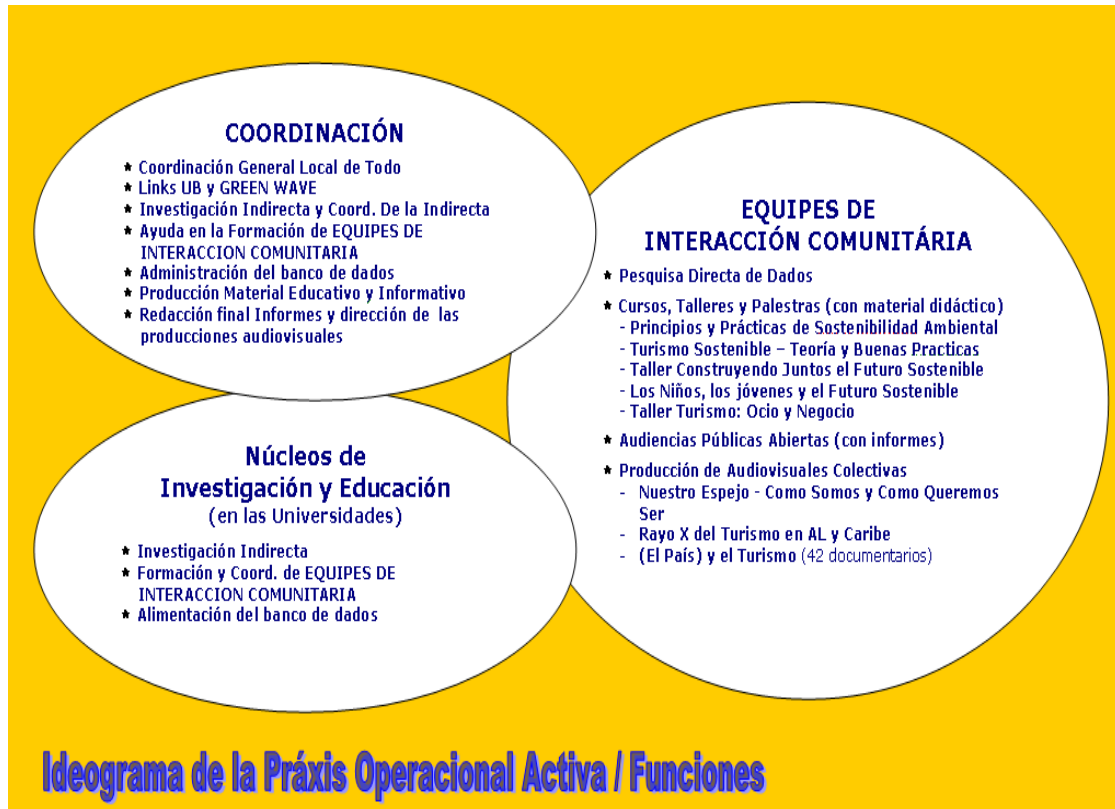 COORDINACIÓN
* Coordinación General Local de Todo
* Links UB y GREEN WAVE
* Investigación Indirecta y Coord. De la Indirecta
* Ayuda en la Formación de EQUIPES DE
INTERACCION COMUNITARIA
* Administración del banco de dados
* Producción Material Educativo y Informativo
* Redacción final Informes y dirección de las
producciones audiovisuales
Núcleos de
Investigación y Educación
(en las Universidades)
* Investigación Indirecta
* Formación y Coord. de EQUIPES DE
INTERACCION COMUNITARIA
* Alimentación del banco de dados
EQUIPES DE
INTERACCIÓN COMUNITÁRIA
* Pesquisa Directa de Dados
* Cursos, Talleres y Palestras (con material didáctico)
- Principios y Prácticas de Sostenibilidad Ambiental
- Turismo Sostenible – Teoría y Buenas Practicas
- Taller Construyendo Juntos el Futuro Sostenible
- Los Niños, los jóvenes y el Futuro Sostenible
- Taller Turismo: Ocio y Negocio
* Audiencias Públicas Abiertas (con informes)
* Producción de Audiovisuales Colectivas
- Nuestro Espejo - Como Somos y Como Queremos
Ser
- Rayo X del Turismo en AL y Caribe
- (El País) y el Turismo (42 documentarios)
Ideograma de la Práxis Operacional Activa / Funciones